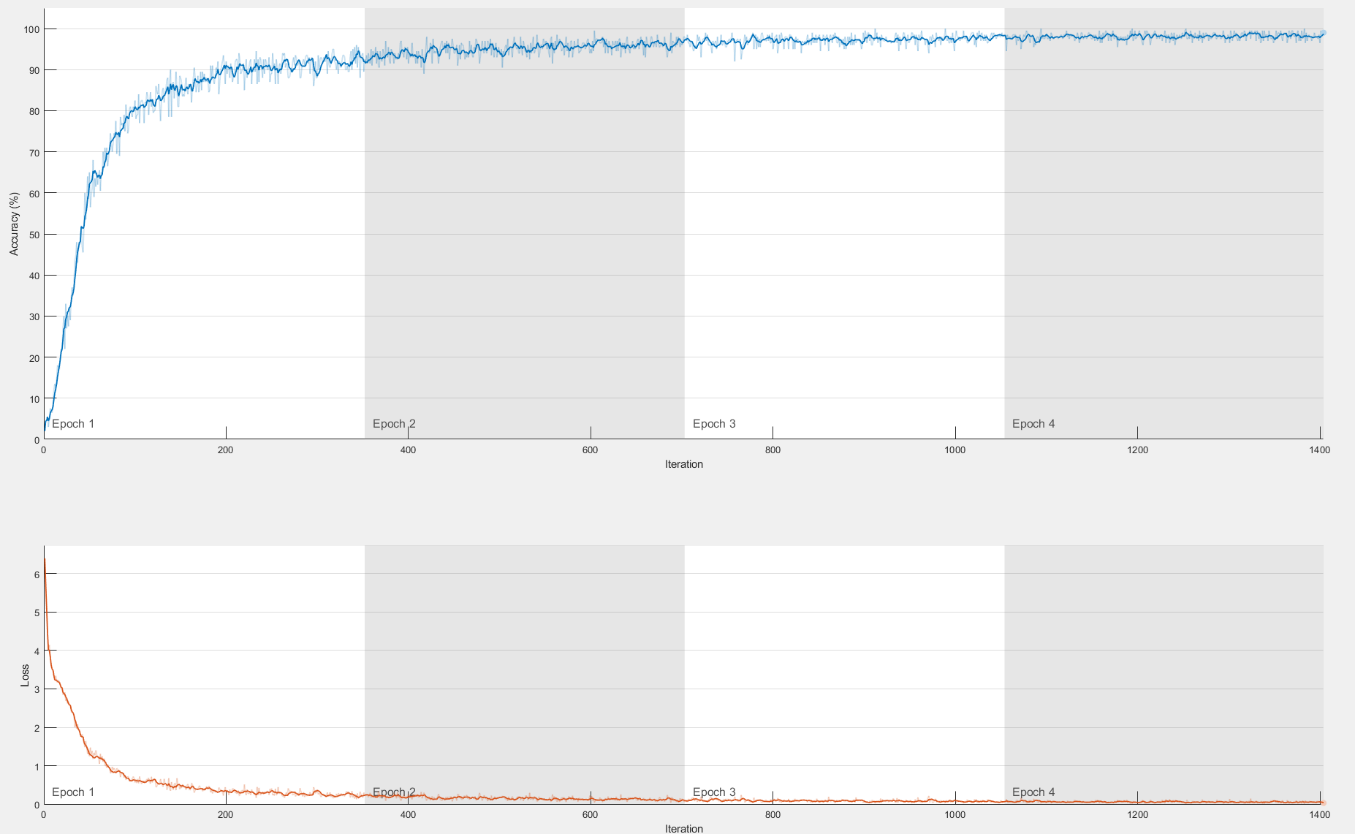 100
90
80
70
60
50
40
30
20
10
0
Accuracy (%)
Epoch 1
Epoch 2
Epoch 3
Epoch 4
0 200 400 600 800 1000 1200 1400
Iteration
6
5
4
3
2
1
0
Loss
Epoch 1
Epoch 2
Epoch 3
Epoch 4
0 200 400 600 800 1000 1200 1400
Iteration